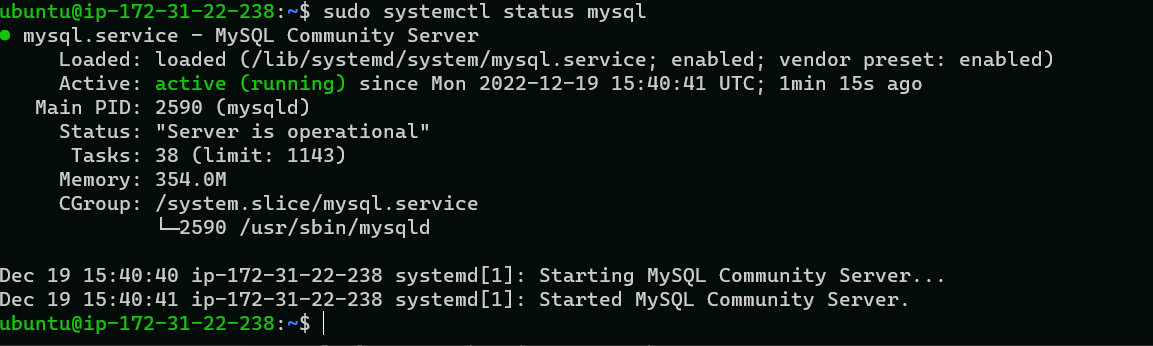 ubuntu@ip-172-31-22-238:~$ sudo systemctl status mysql
● mysql.service - MySQL Community Server
Loaded: loaded (/lib/systemd/system/mysql.service; enabled; vendor preset: enabled)
Active: active (running) since Mon 2022-12-19 15:40:41 UTC; 1min 15s ago
Main PID: 2590 (mysqld)
Status: "Server is operational"
Tasks: 38 (limit: 1143)
Memory: 354.0M
CGroup: /system.slice/mysql.service
└─2590 /usr/sbin/mysqld
Dec 19 15:40:40 ip-172-31-22-238 systemd[1]: Starting MySQL Community Server...
Dec 19 15:40:41 ip-172-31-22-238 systemd[1]: Started MySQL Community Server.
ubuntu@ip-172-31-22-238:~$